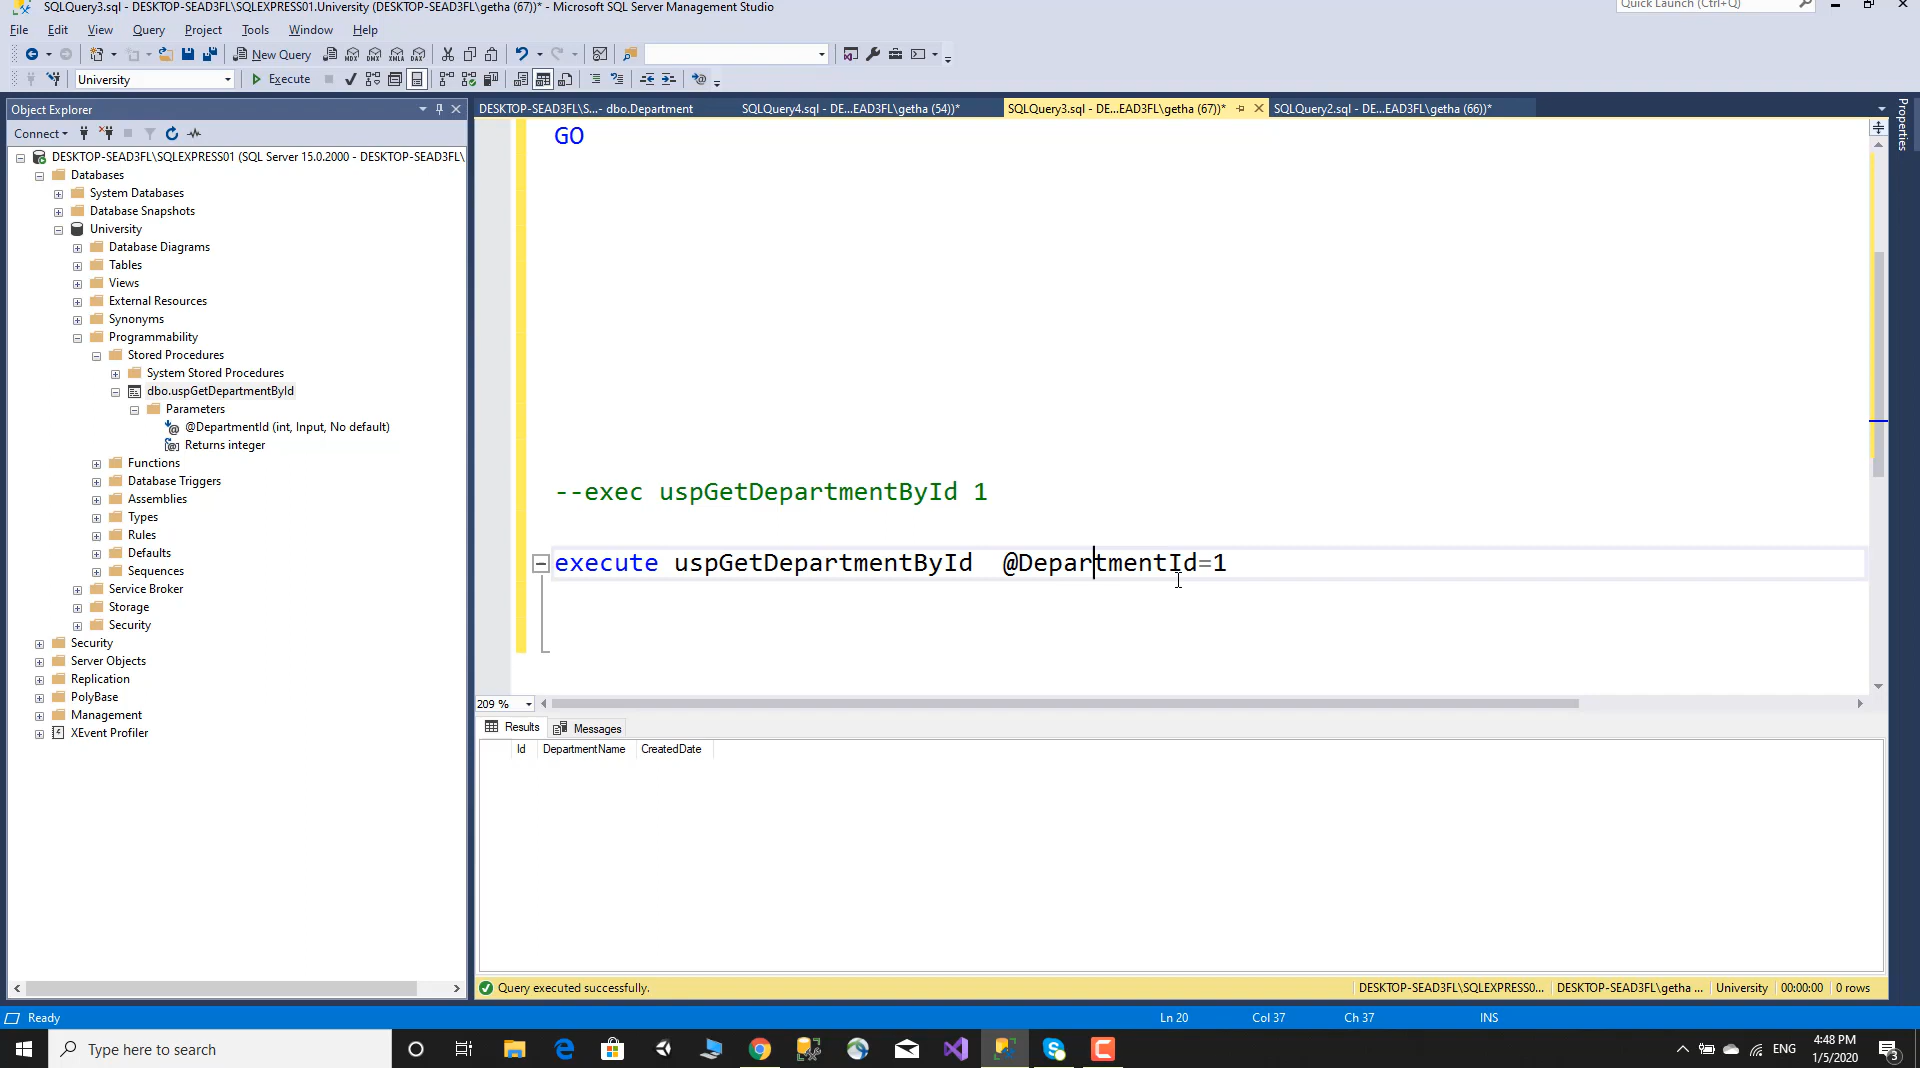 SQLQuery3.sql - DESKTOP-SEAD3FL\SQLEXPRESS01.University (DESKTOP-SEAD3FL\getha (67))* - Microsoft SQL Server Management Studio
Quick Launch (Ctrl+Q)
File Edit View Query Project Tools Window Help
New Query
University
Execute
Object Explorer
DESKTOP-SEAD3FL\S...- dbo.Department
SQLQuery4.sql - DE...EAD3FL\getha (54))*
SQLQuery3.sql - DE...EAD3FL\getha (67))*
SQLQuery2.sql - DE...EAD3FL\getha (66))*
Properties
Connect
DESKTOP-SEAD3FL\SQLEXPRESS01 (SQL Server 15.0.2000 - DESKTOP-SEAD3FL\
Databases
System Databases
Database Snapshots
University
Database Diagrams
Tables
Views
External Resources
Synonyms
Programmability
Stored Procedures
System Stored Procedures
dbo.uspGetDepartmentById
Parameters
@DepartmentId (int, Input, No default)
Returns integer
Functions
Database Triggers
Assemblies
Types
Rules
Defaults
Sequences
Service Broker
Storage
Security
Security
Server Objects
Replication
PolyBase
Management
XEvent Profiler
GO
--exec uspGetDepartmentById 1
execute uspGetDepartmentById  @DepartmentId=1
209 %
Results Messages
Id DepartmentName CreatedDate
Query executed successfully.
DESKTOP-SEAD3FL\SQLEXPRESS0... DESKTOP-SEAD3FL\getha ... University 00:00:00 0 rows
Ready
Ln 20 Col 37 Ch 37 INS
Type here to search
ENG
4:48 PM
1/5/2020
3